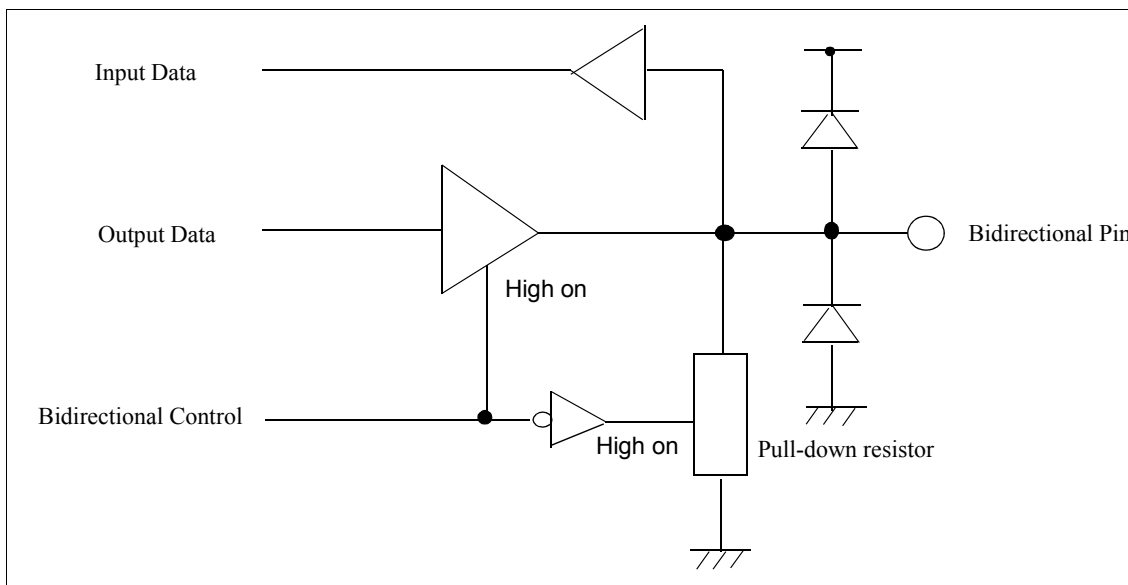 Input Data
Output Data
Bidirectional Pin
High on
Bidirectional Control
High on
Pull-down resistor